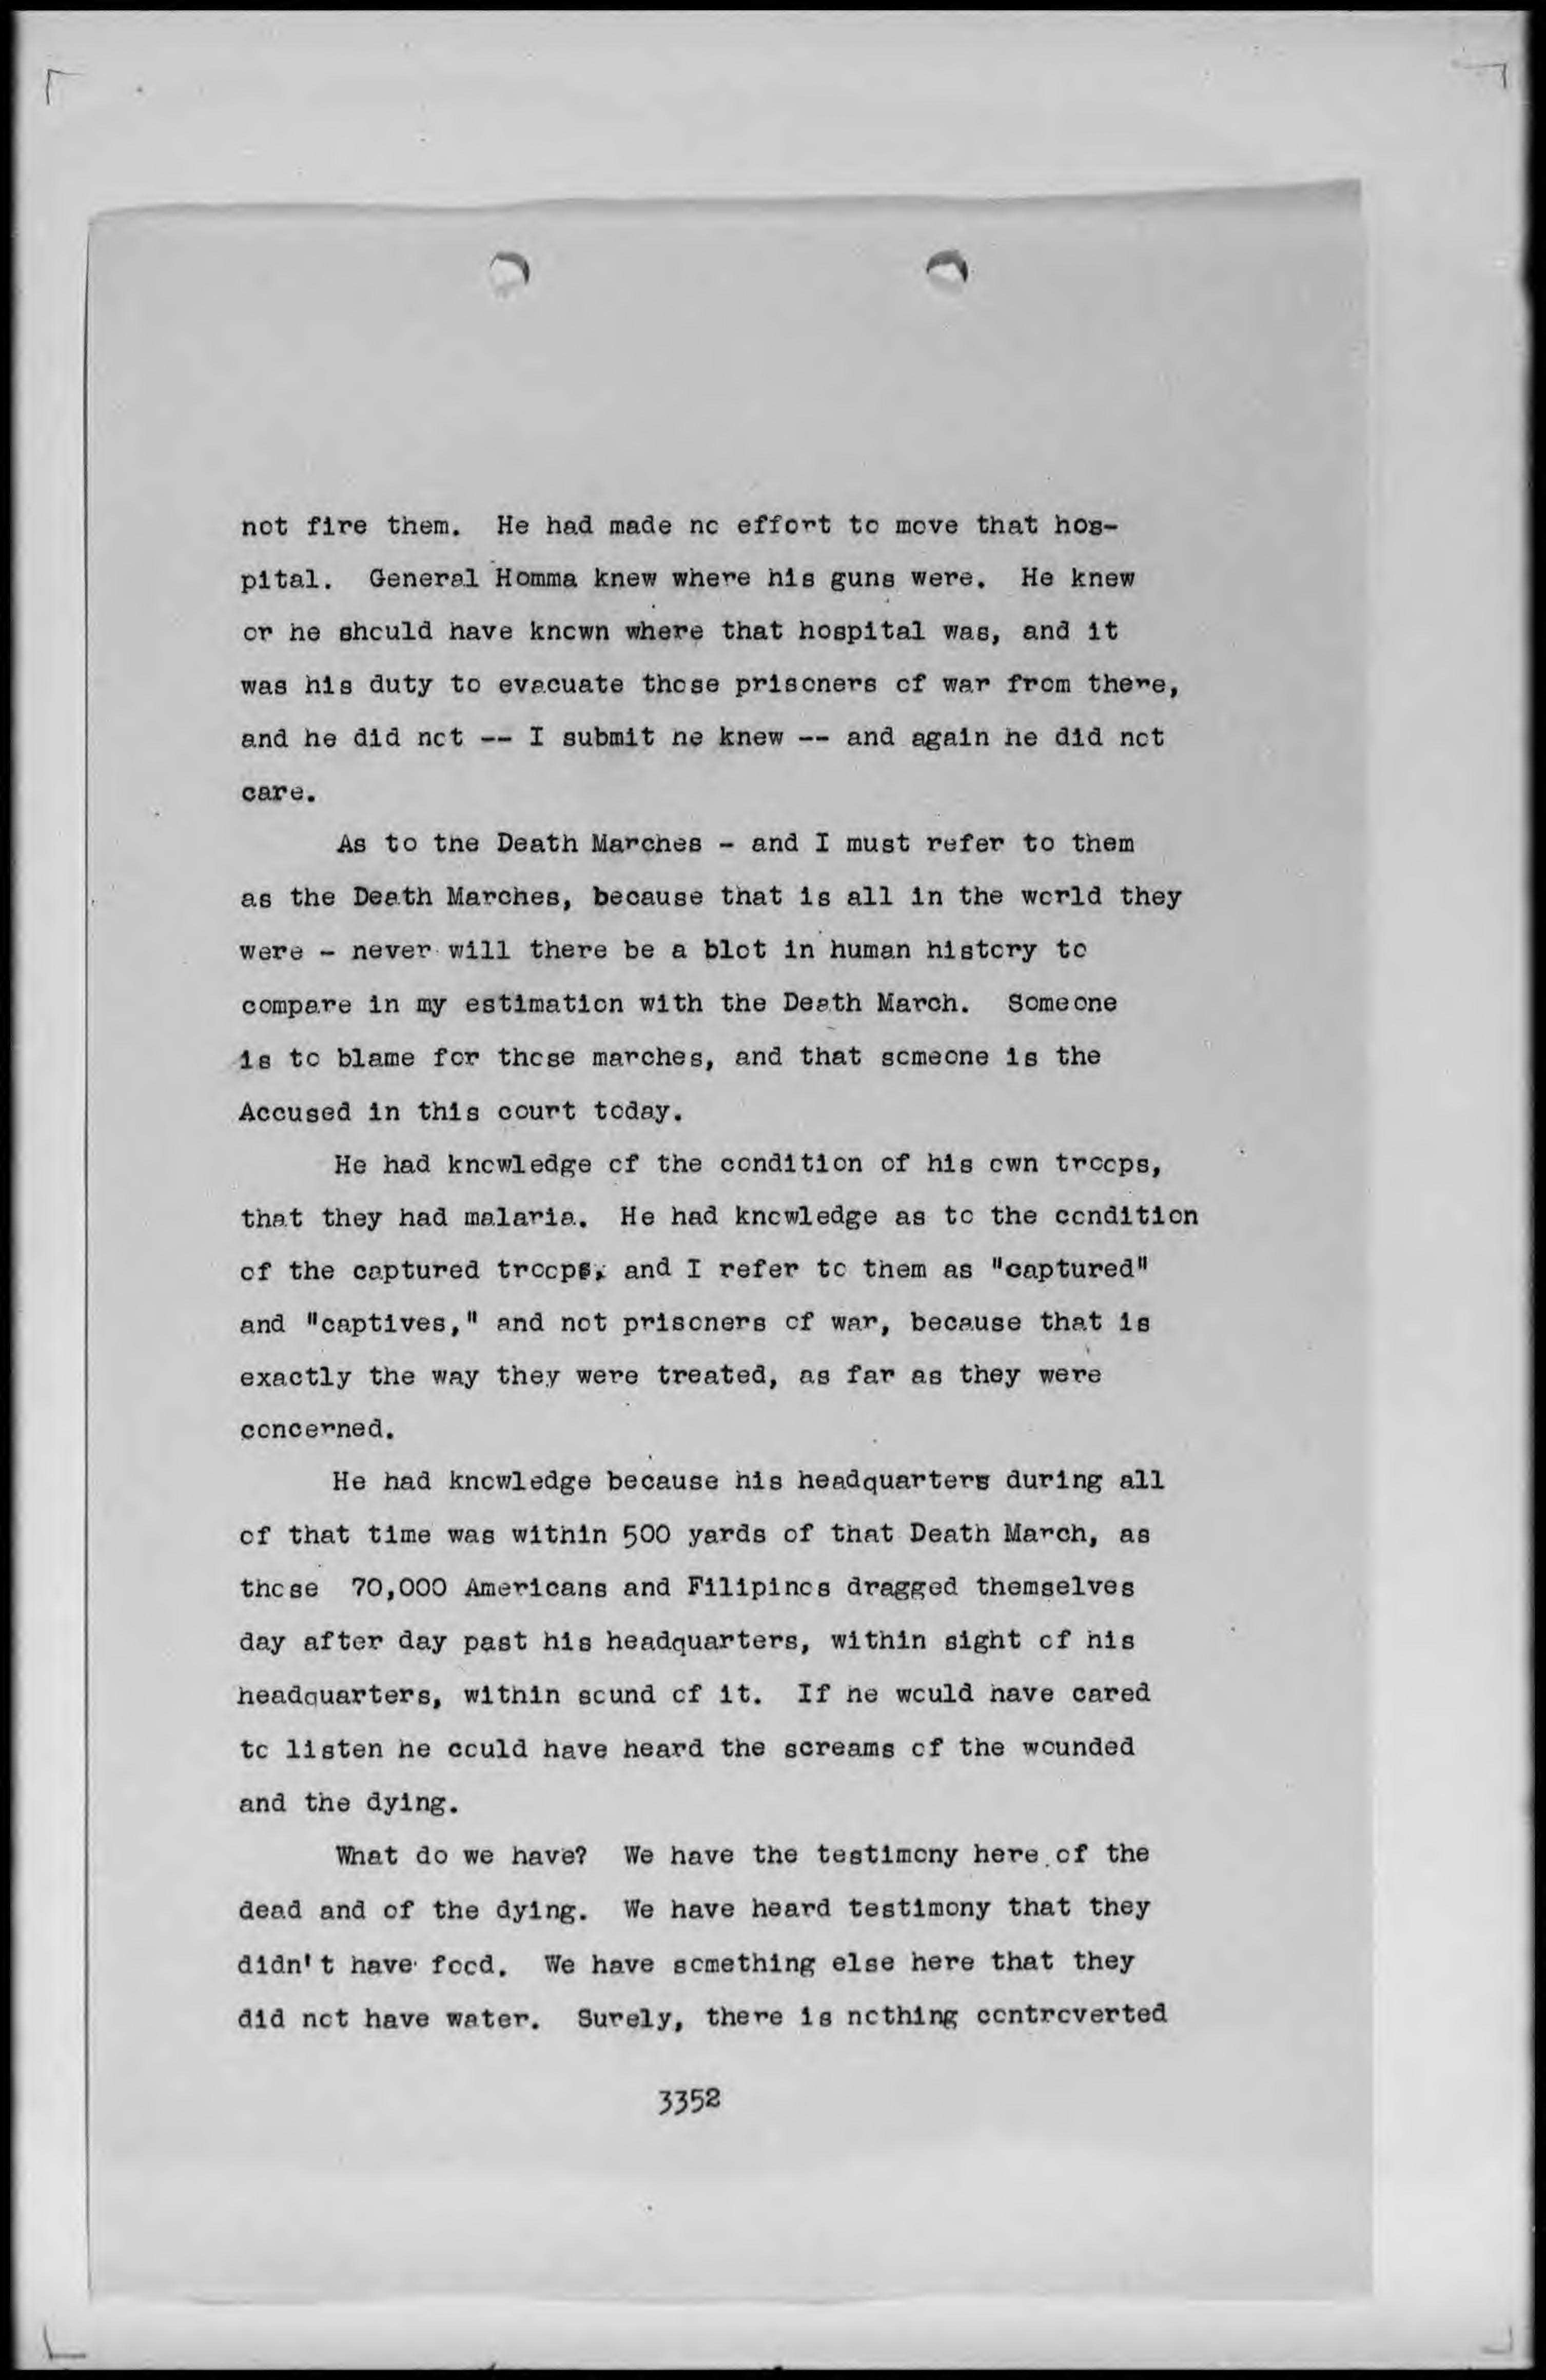 not fire them. He had made no effort to move that hos-
pital. General Homma knew where his guns were. He knew
or he should have known where that hospital was, and it
was his duty to evacuate those prisoners of war from there,
and he did not -- I submit he knew -- and again he did not
care.
As to the Death Marches - and I must refer to them
as the Death Marches, because that is all in the world they
were - never will there be a blot in human history to
compare in my estimation with the Death March. Someone
is to blame for those marches, and that someone is the
Accused in this court today.
He had knowledge of the condition of his own troops,
that they had malaria. He had knowledge as to the condition
of the captured troops, and I refer to them as "captured"
and "captives," and not prisoners of war, because that is
exactly the way they were treated, as far as they were
concerned.
He had knowledge because his headquarters during all
of that time was within 500 yards of that Death March, as
those 70,000 Americans and Filipinos dragged themselves
day after day past his headquarters, within sight of his
headquarters, within sound of it. If he would have cared
to listen he could have heard the screams of the wounded
and the dying.
What do we have? We have the testimony here of the
dead and of the dying. We have heard testimony that they
didn't have food. We have something else here that they
did not have water. Surely, there is nothing controverted
3352